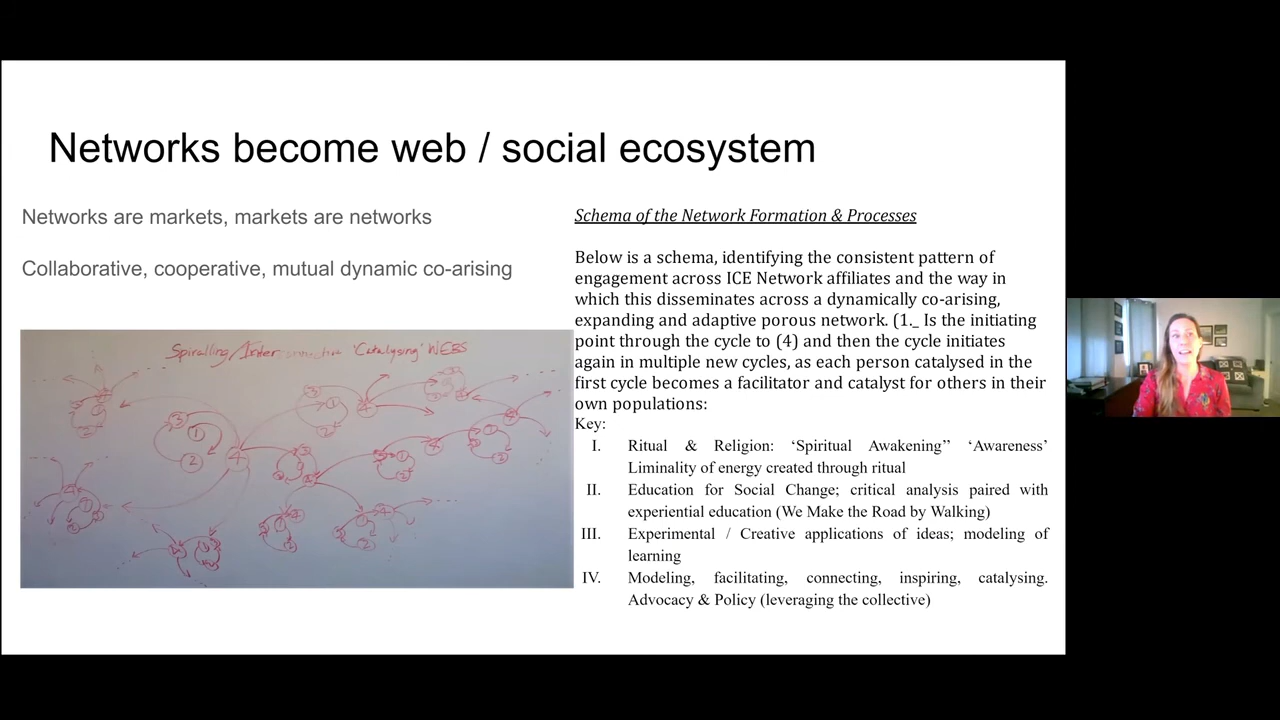 Networks become web / social ecosystem
Networks are markets, markets are networks
Collaborative, cooperative, mutual dynamic co-arising
Spiralling/Inter 'Catalysing' WEBS
Schema of the Network Formation & Processes
Below is a schema, identifying the consistent pattern of
engagement across ICE Network affiliates and the way in
which this disseminates across a dynamically co-arising,
expanding and adaptive porous network. (1._ Is the initiating
point through the cycle to (4) and then the cycle initiates
again in multiple new cycles, as each person catalysed in the
first cycle becomes a facilitator and catalyst for others in their
own populations:
Key:
I. Ritual & Religion: ‘Spiritual Awakening” ‘Awareness’
Liminality of energy created through ritual
II. Education for Social Change; critical analysis paired with
experiential education (We Make the Road by Walking)
III. Experimental / Creative applications of ideas; modeling of
learning
IV. Modeling, facilitating, connecting, inspiring, catalysing.
Advocacy & Policy (leveraging the collective)